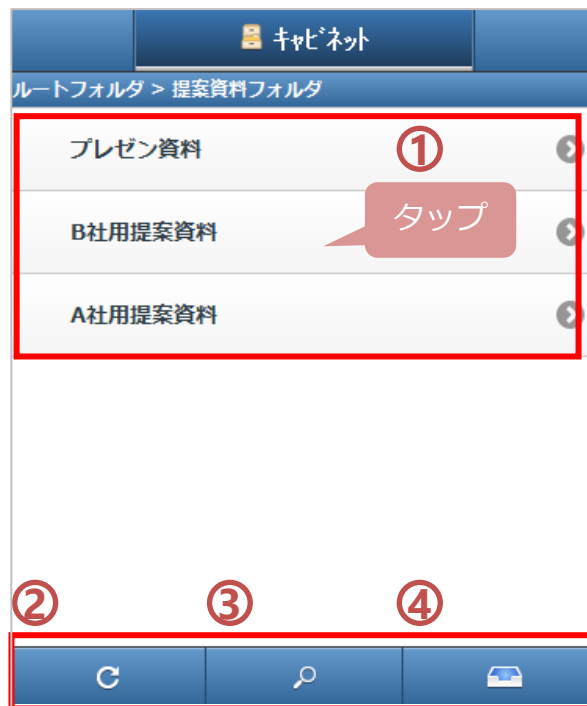 キャビネット
ルートフォルダ > 提案資料フォルダ
プレゼン資料
①
タップ
B社用提案資料
A社用提案資料
② ③ ④